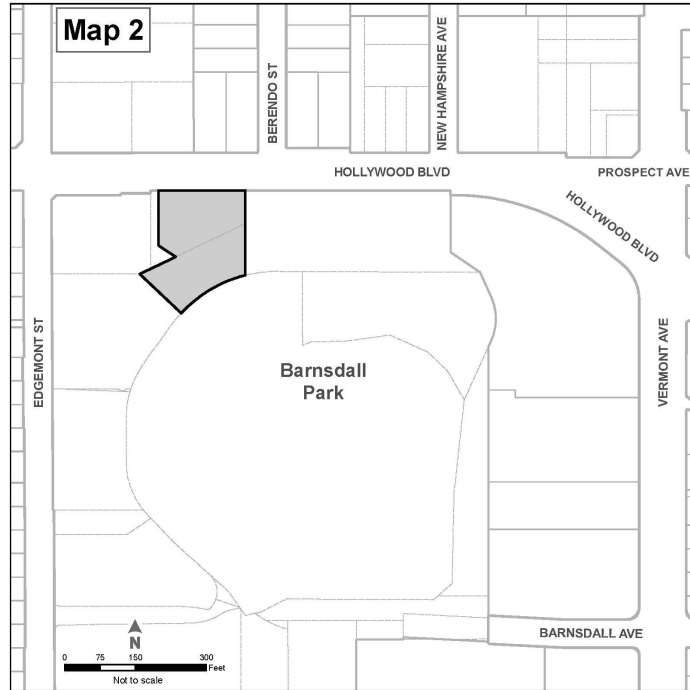 Map 2
BERENDO ST
NEW HAMPSHIRE AVE
HOLLYWOOD BLVD
PROSPECT AVE
HOLLYWOOD BLVD
EDGEMONT ST
VERMONT AVE
Barnsdall
Park
BARNSDALL AVE
N
0 75 150 300
Feet
Not to scale